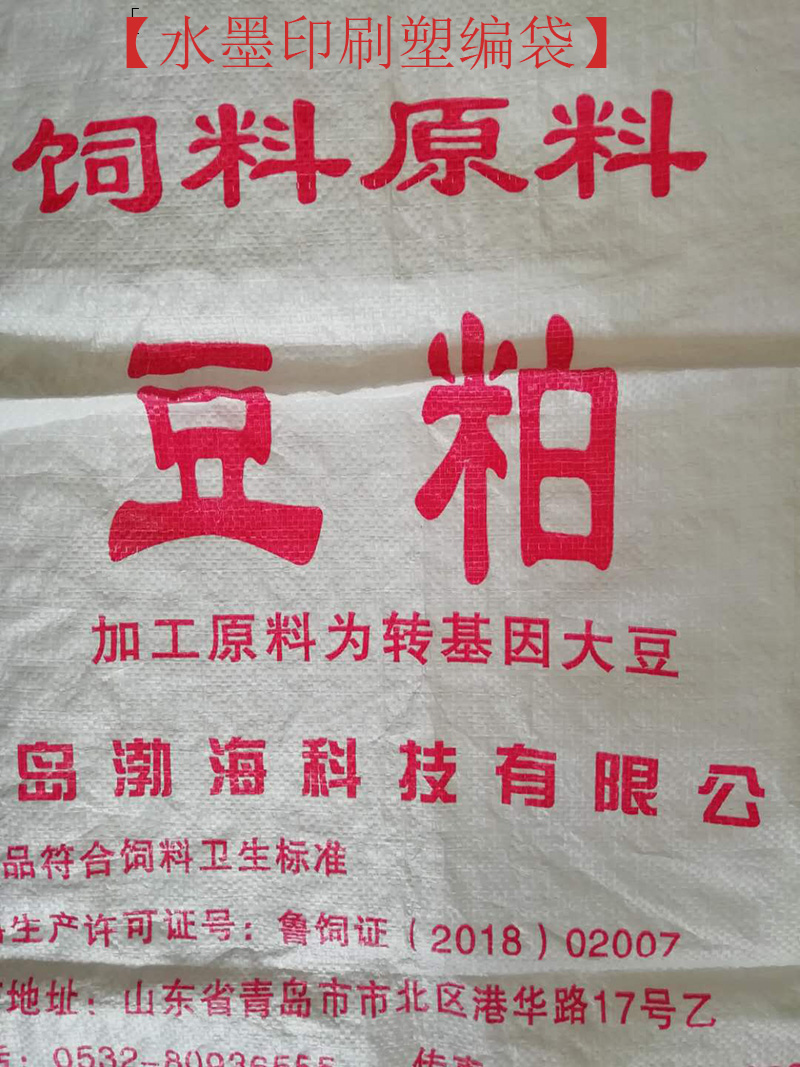 【水墨印刷塑编袋】
饲料原料
豆粕
加工原料为转基因大豆
岛渤海科技有限公
品符合饲料卫生标准
生产许可证号：鲁饲证（2018）02007
地址：山东省青岛市市北区港华路17号乙
0532-80936555